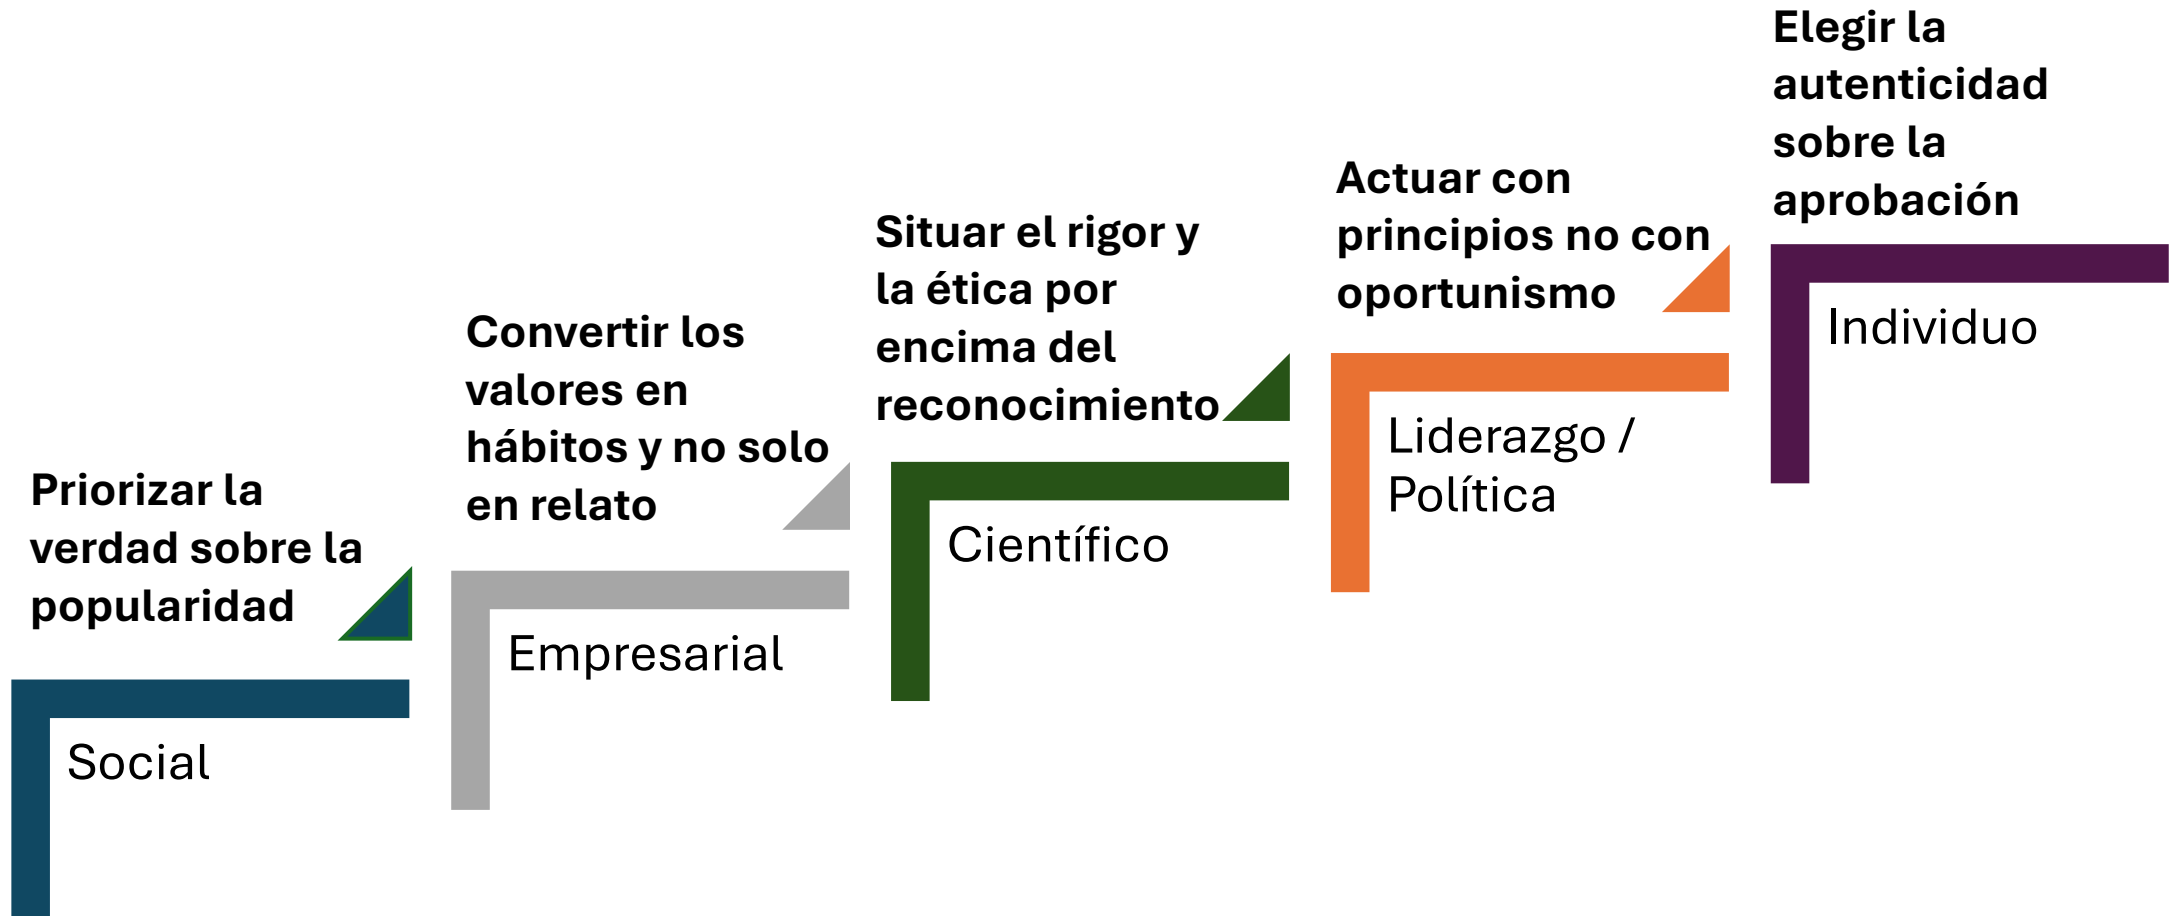 Priorizar la
verdad sobre la
popularidad
Social
Convertir los
valores en
hábitos y no solo
en relato
Empresarial
Situar el rigor y
la ética por
encima del
reconocimiento
Científico
Actuar con
principios no con
oportunismo
Liderazgo /
Política
Elegir la
autenticidad
sobre la
aprobación
Individuo